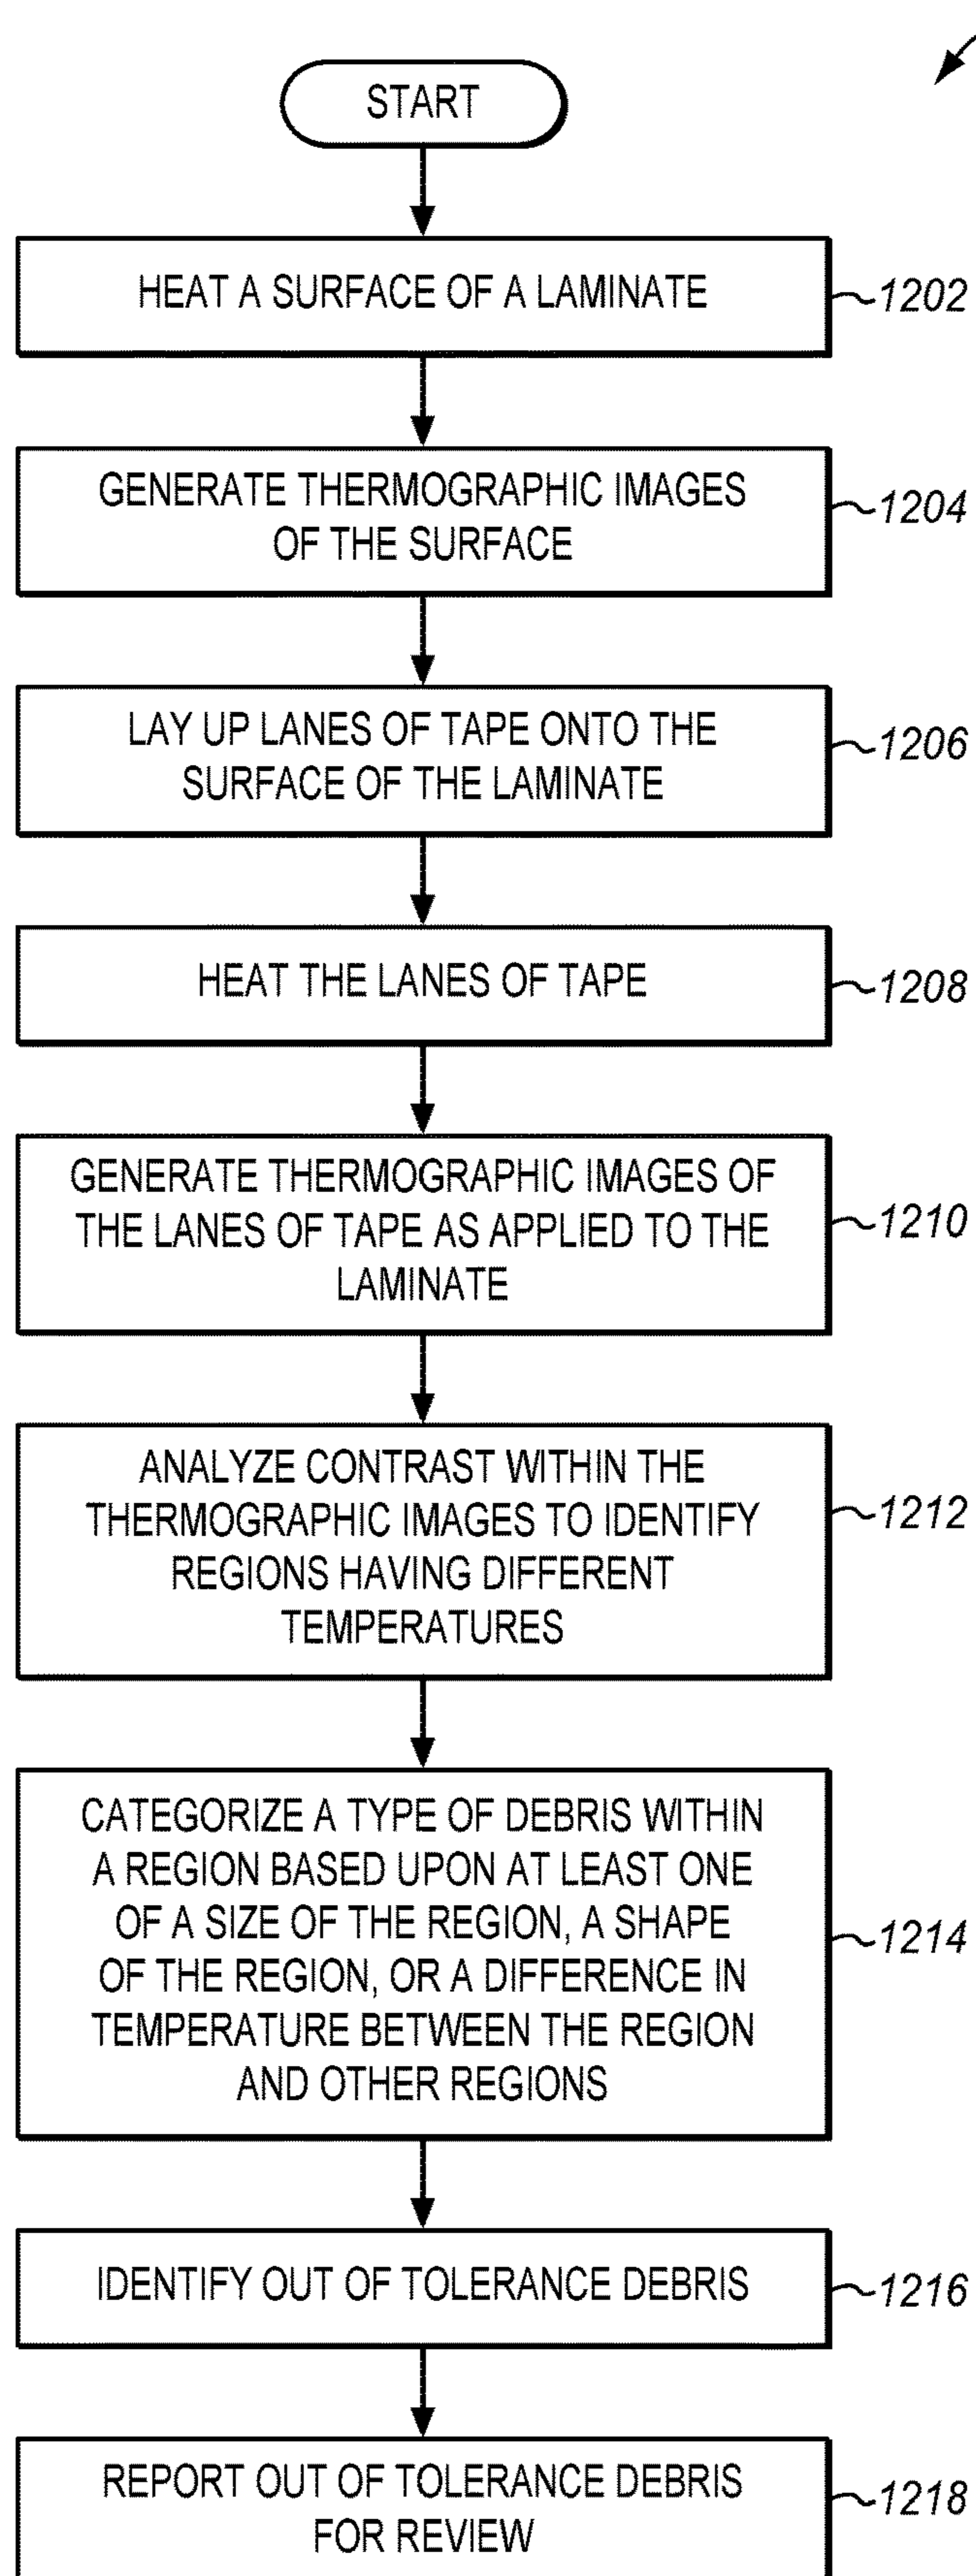 START
HEAT A SURFACE OF A LAMINATE
1202
GENERATE THERMOGRAPHIC IMAGES
OF THE SURFACE
1204
LAY UP LANES OF TAPE ONTO THE
SURFACE OF THE LAMINATE
1206
HEAT THE LANES OF TAPE
1208
GENERATE THERMOGRAPHIC IMAGES OF
THE LANES OF TAPE AS APPLIED TO THE
LAMINATE
1210
ANALYZE CONTRAST WITHIN THE
THERMOGRAPHIC IMAGES TO IDENTIFY
REGIONS HAVING DIFFERENT
TEMPERATURES
1212
CATEGORIZE A TYPE OF DEBRIS WITHIN
A REGION BASED UPON AT LEAST ONE
OF A SIZE OF THE REGION, A SHAPE
OF THE REGION, OR A DIFFERENCE IN
TEMPERATURE BETWEEN THE REGION
AND OTHER REGIONS
1214
IDENTIFY OUT OF TOLERANCE DEBRIS
1216
REPORT OUT OF TOLERANCE DEBRIS
FOR REVIEW
1218